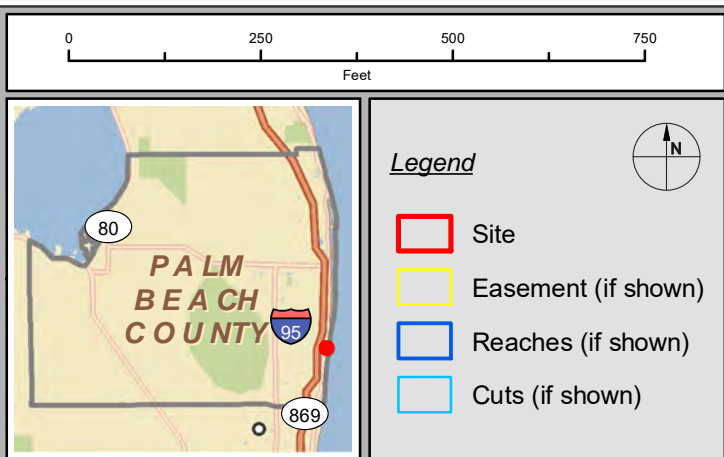 0 250 500 750
Feet
80
PALM
BEACH
COUNTY
95
869
Legend
N
Site
Easement (if shown)
Reaches (if shown)
Cuts (if shown)